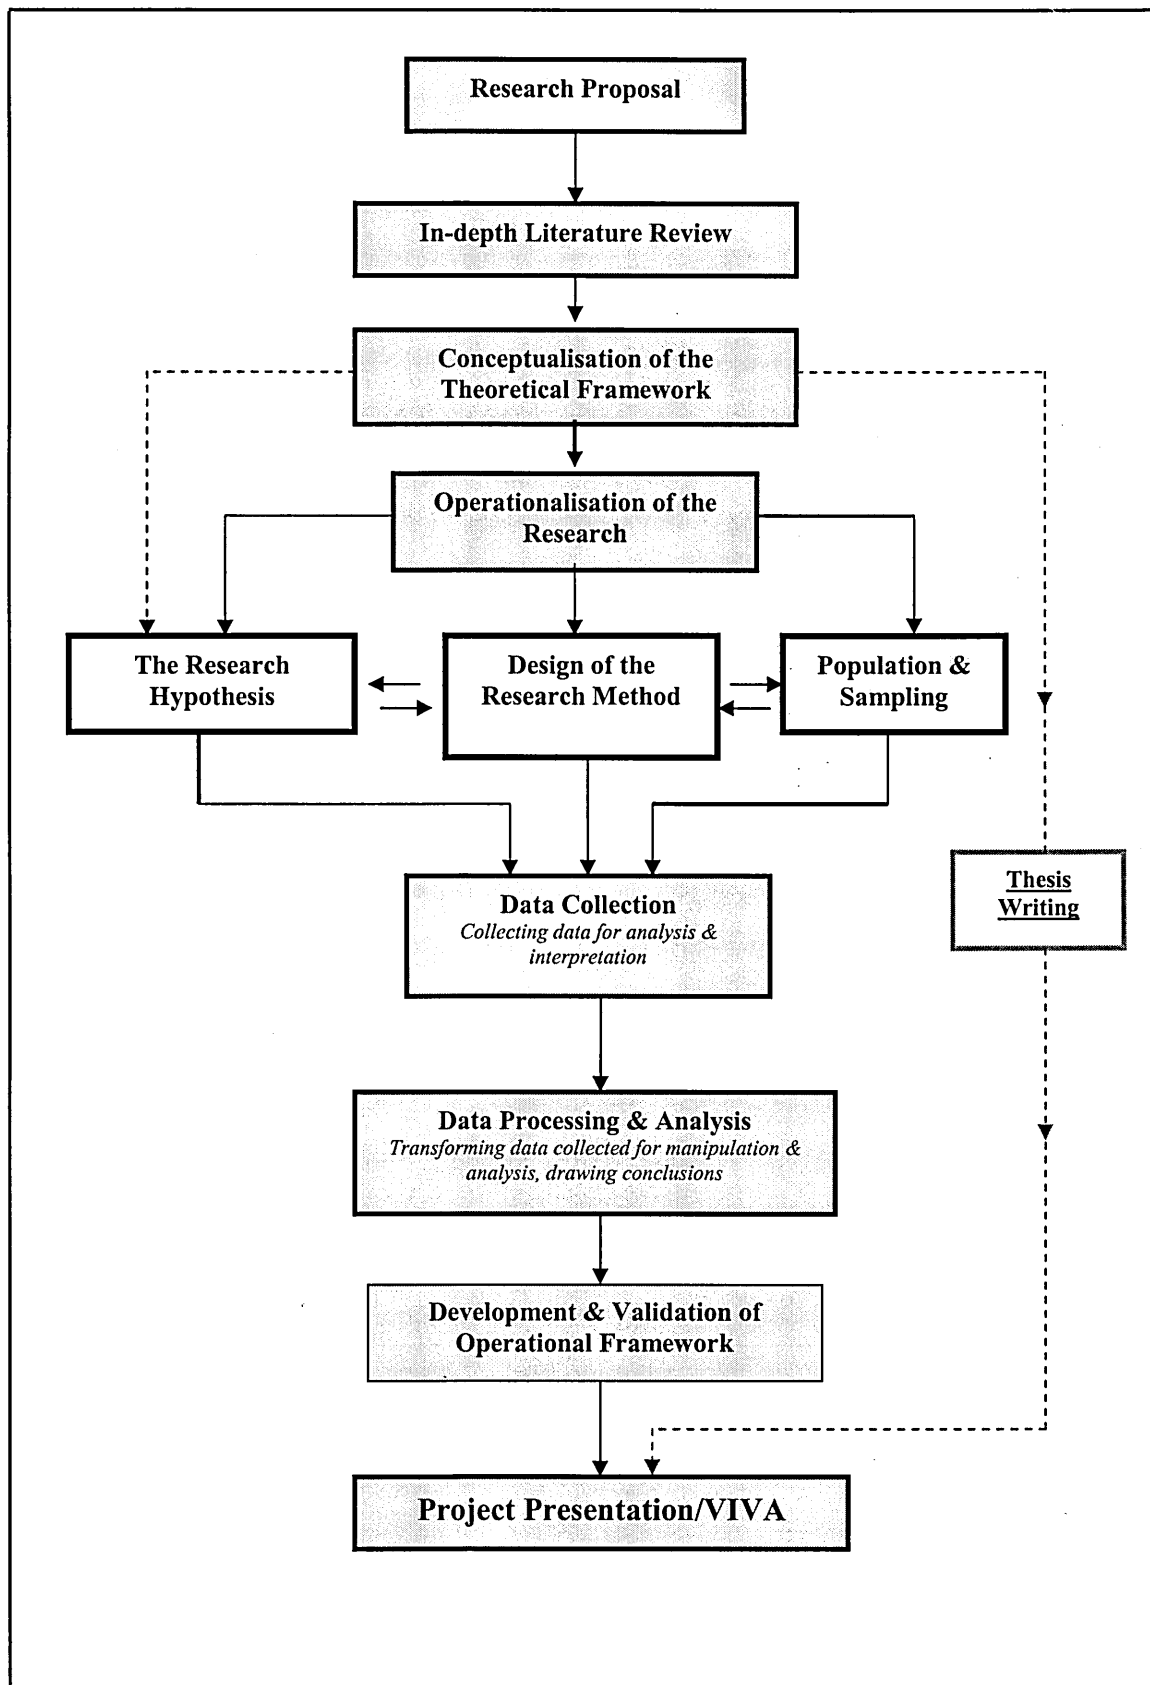 Research Proposal
In-depth Literature Review
Conceptualisation of the
Theoretical Framework
Operationalisation of the
Research
The Research
Hypothesis
Design of the
Research Method
Population &
Sampling
Thesis
Writing
Data Collection
Collecting data for analysis &
interpretation
Data Processing & Analysis
Transforming data collected for manipulation &
analysis, drawing conclusions
Development & Validation of
Operational Framework
Project Presentation/VIVA